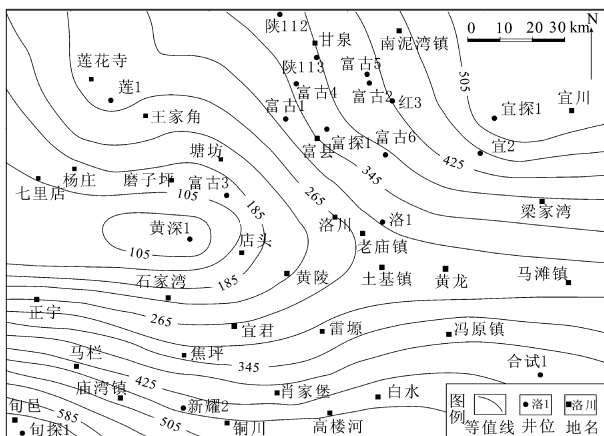 陕112
甘泉
南泥湾镇
N
0 10 20 30 km
莲花寺
陕113
富古5
505
莲1
富古4
富古2
红3
宜探1
宜川
王家角
富古1
富探1
富古6
宜2
425
塘坊
富县
345
七里店
杨庄
磨子坪
富古3
105
185
265
洛川
洛1
梁家湾
黄深1
105
店头
老庙镇
石家湾
185
黄陵
土基镇
黄龙
马滩镇
正宁
265
宜君
雷塬
冯原镇
马栏
焦坪
345
合试1
庙湾镇
425
新耀2
肖家堡
白水
旬邑
585
旬探1
505
铜川
高楼河
图例
等值线
洛1
井位
洛川
地名